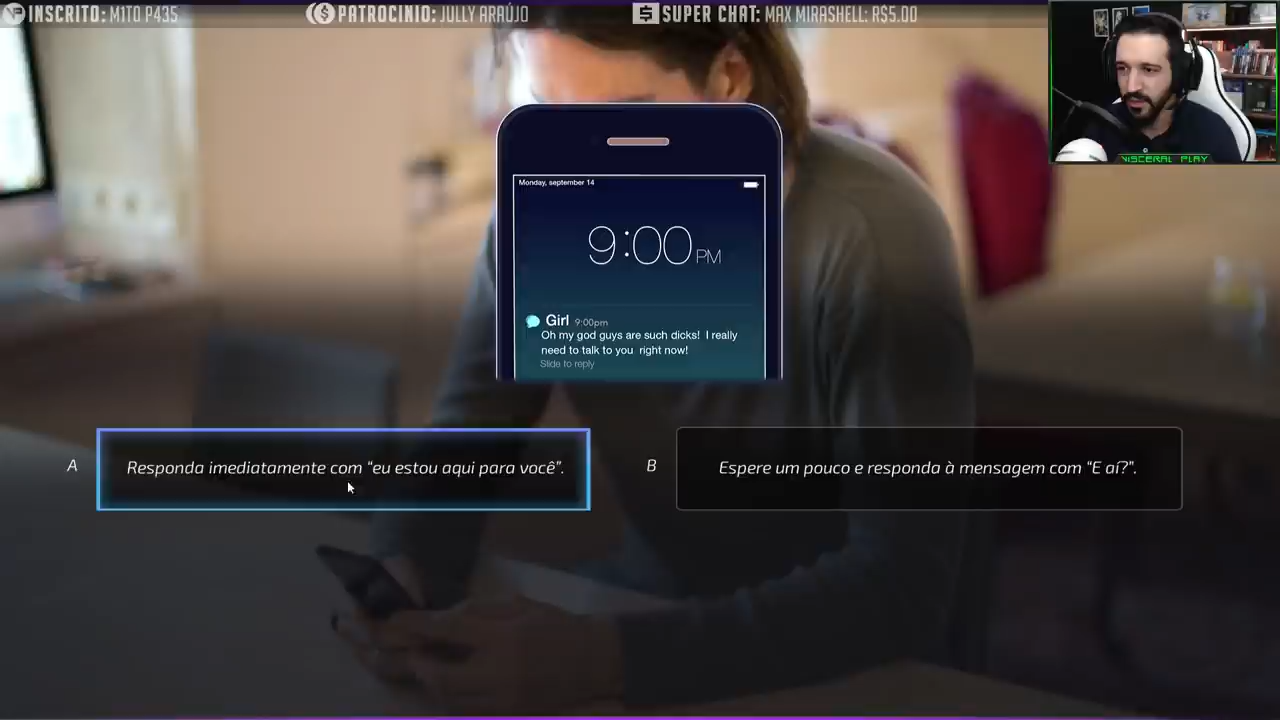 INSCRITO: M1TO P435
PATROCÍNIO: JULLY ARAÚJO
SUPER CHAT: MAX MIRASHELL: R$5.00
VISCERAL PLAY
Monday, september 14
9:00 PM
Girl 9:00pm
Oh my god guys are such dicks! I really
need to talk to you right now!
Slide to reply
A
Responda imediatamente com “eu estou aqui para você”.
B
Espere um pouco e responda à mensagem com “E aí?”.